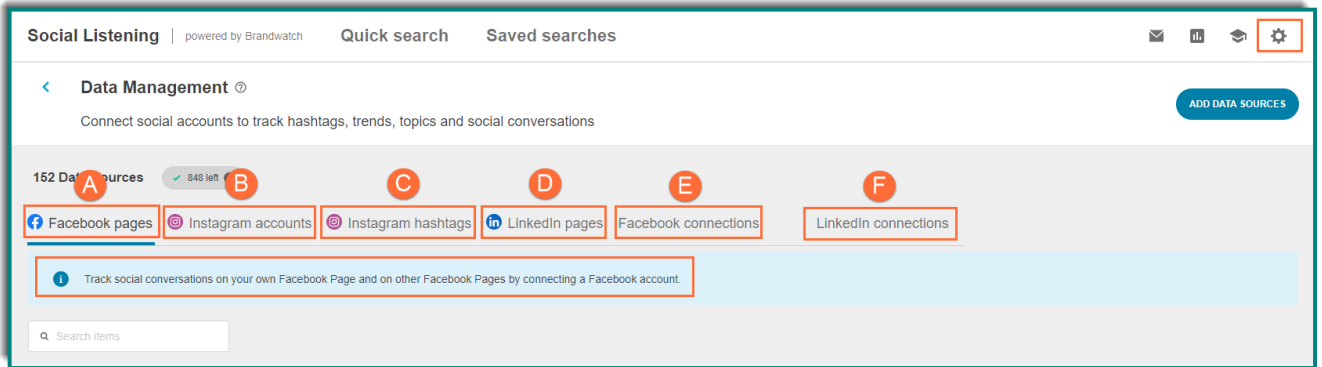 Social Listening | powered by Brandwatch Quick search Saved searches
Data Management
ADD DATA SOURCES
Connect social accounts to track hashtags, trends, topics and social conversations
152 Data Sources 848 left
A B C D E F
Facebook pages Instagram accounts Instagram hashtags LinkedIn pages Facebook connections LinkedIn connections
Track social conversations on your own Facebook Page and on other Facebook Pages by connecting a Facebook account.
Search items